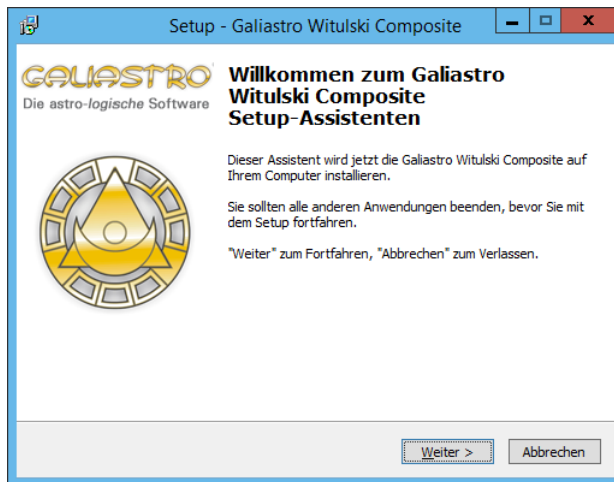 Setup - Galiastro Witulski Composite
GALIASTRO
Die astro-logische Software
Willkommen zum Galiastro
Witulski Composite
Setup-Assistenten
Dieser Assistent wird jetzt die Galiastro Witulski Composite auf
Ihrem Computer installieren.
Sie sollten alle anderen Anwendungen beenden, bevor Sie mit
dem Setup fortfahren.
"Weiter" zum Fortfahren, "Abbrechen" zum Verlassen.
Weiter >
Abbrechen